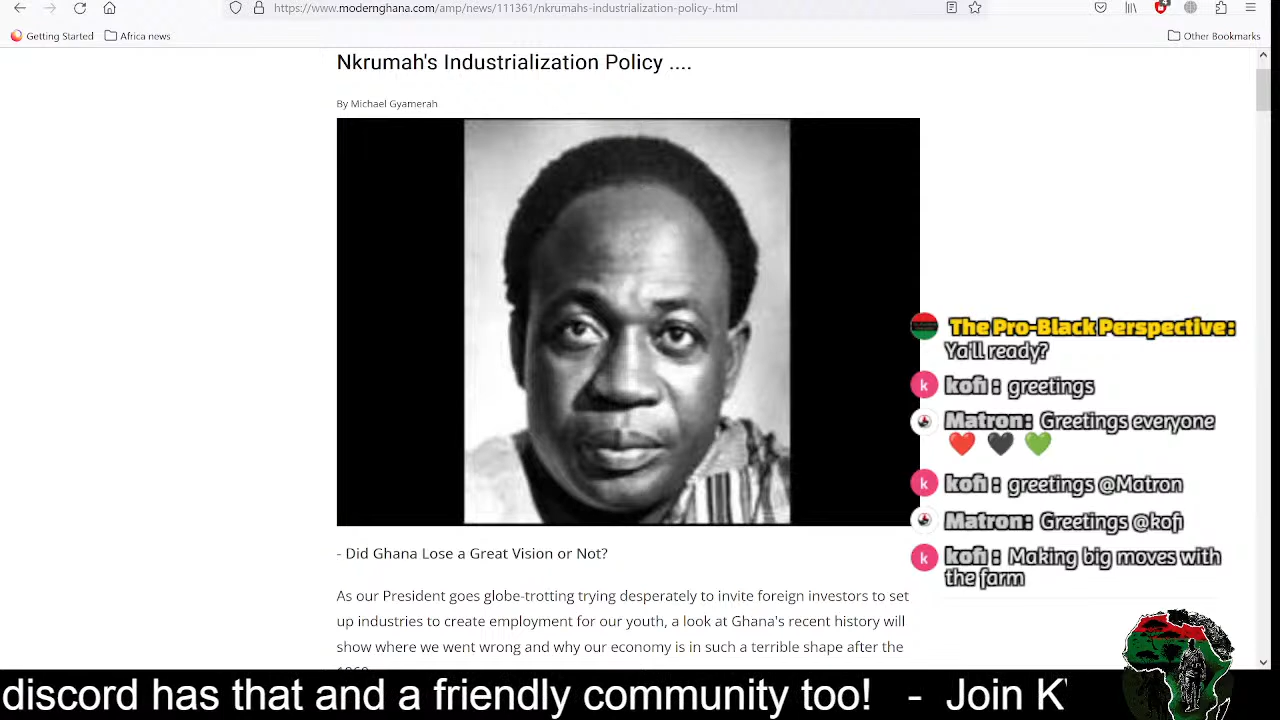 https://www.modernghana.com/amp/news/111361/nkrumahs-industrialization-policy-.html
Getting Started
Africa news
Other Bookmarks
Nkrumah's Industrialization Policy ....
By Michael Gyamerah
- Did Ghana Lose a Great Vision or Not?
As our President goes globe-trotting trying desperately to invite foreign investors to set
up industries to create employment for our youth, a look at Ghana's recent history will
show where we went wrong and why our economy is in such a terrible shape after the
The Pro-Black Perspective:
Ya'll ready?
k kofi : greetings
Matron: Greetings everyone
❤️ 🖤 💚
k kofi : greetings @Matron
Matron: Greetings @kofi
k kofi : Making big moves with
the farm
discord has that and a friendly community too! - Join